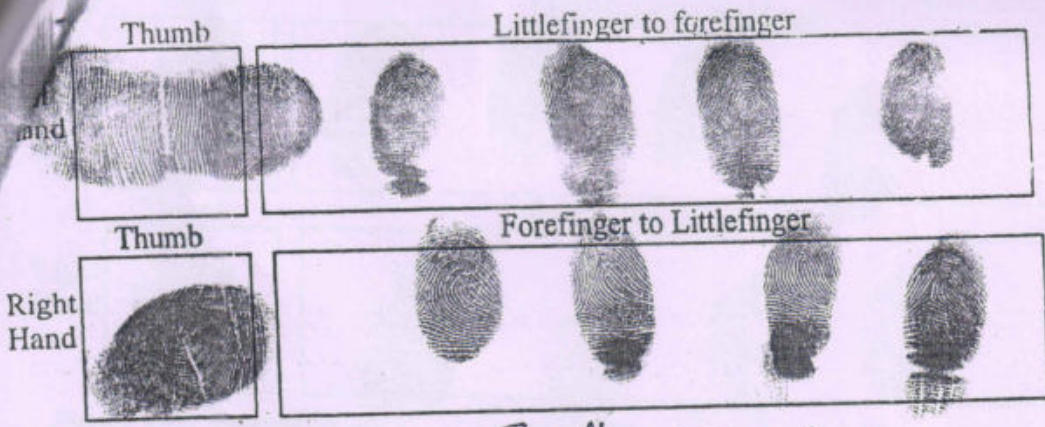 Thumb
Littlefinger to forefinger
Thumb
Forefinger to Littlefinger
Right
Hand